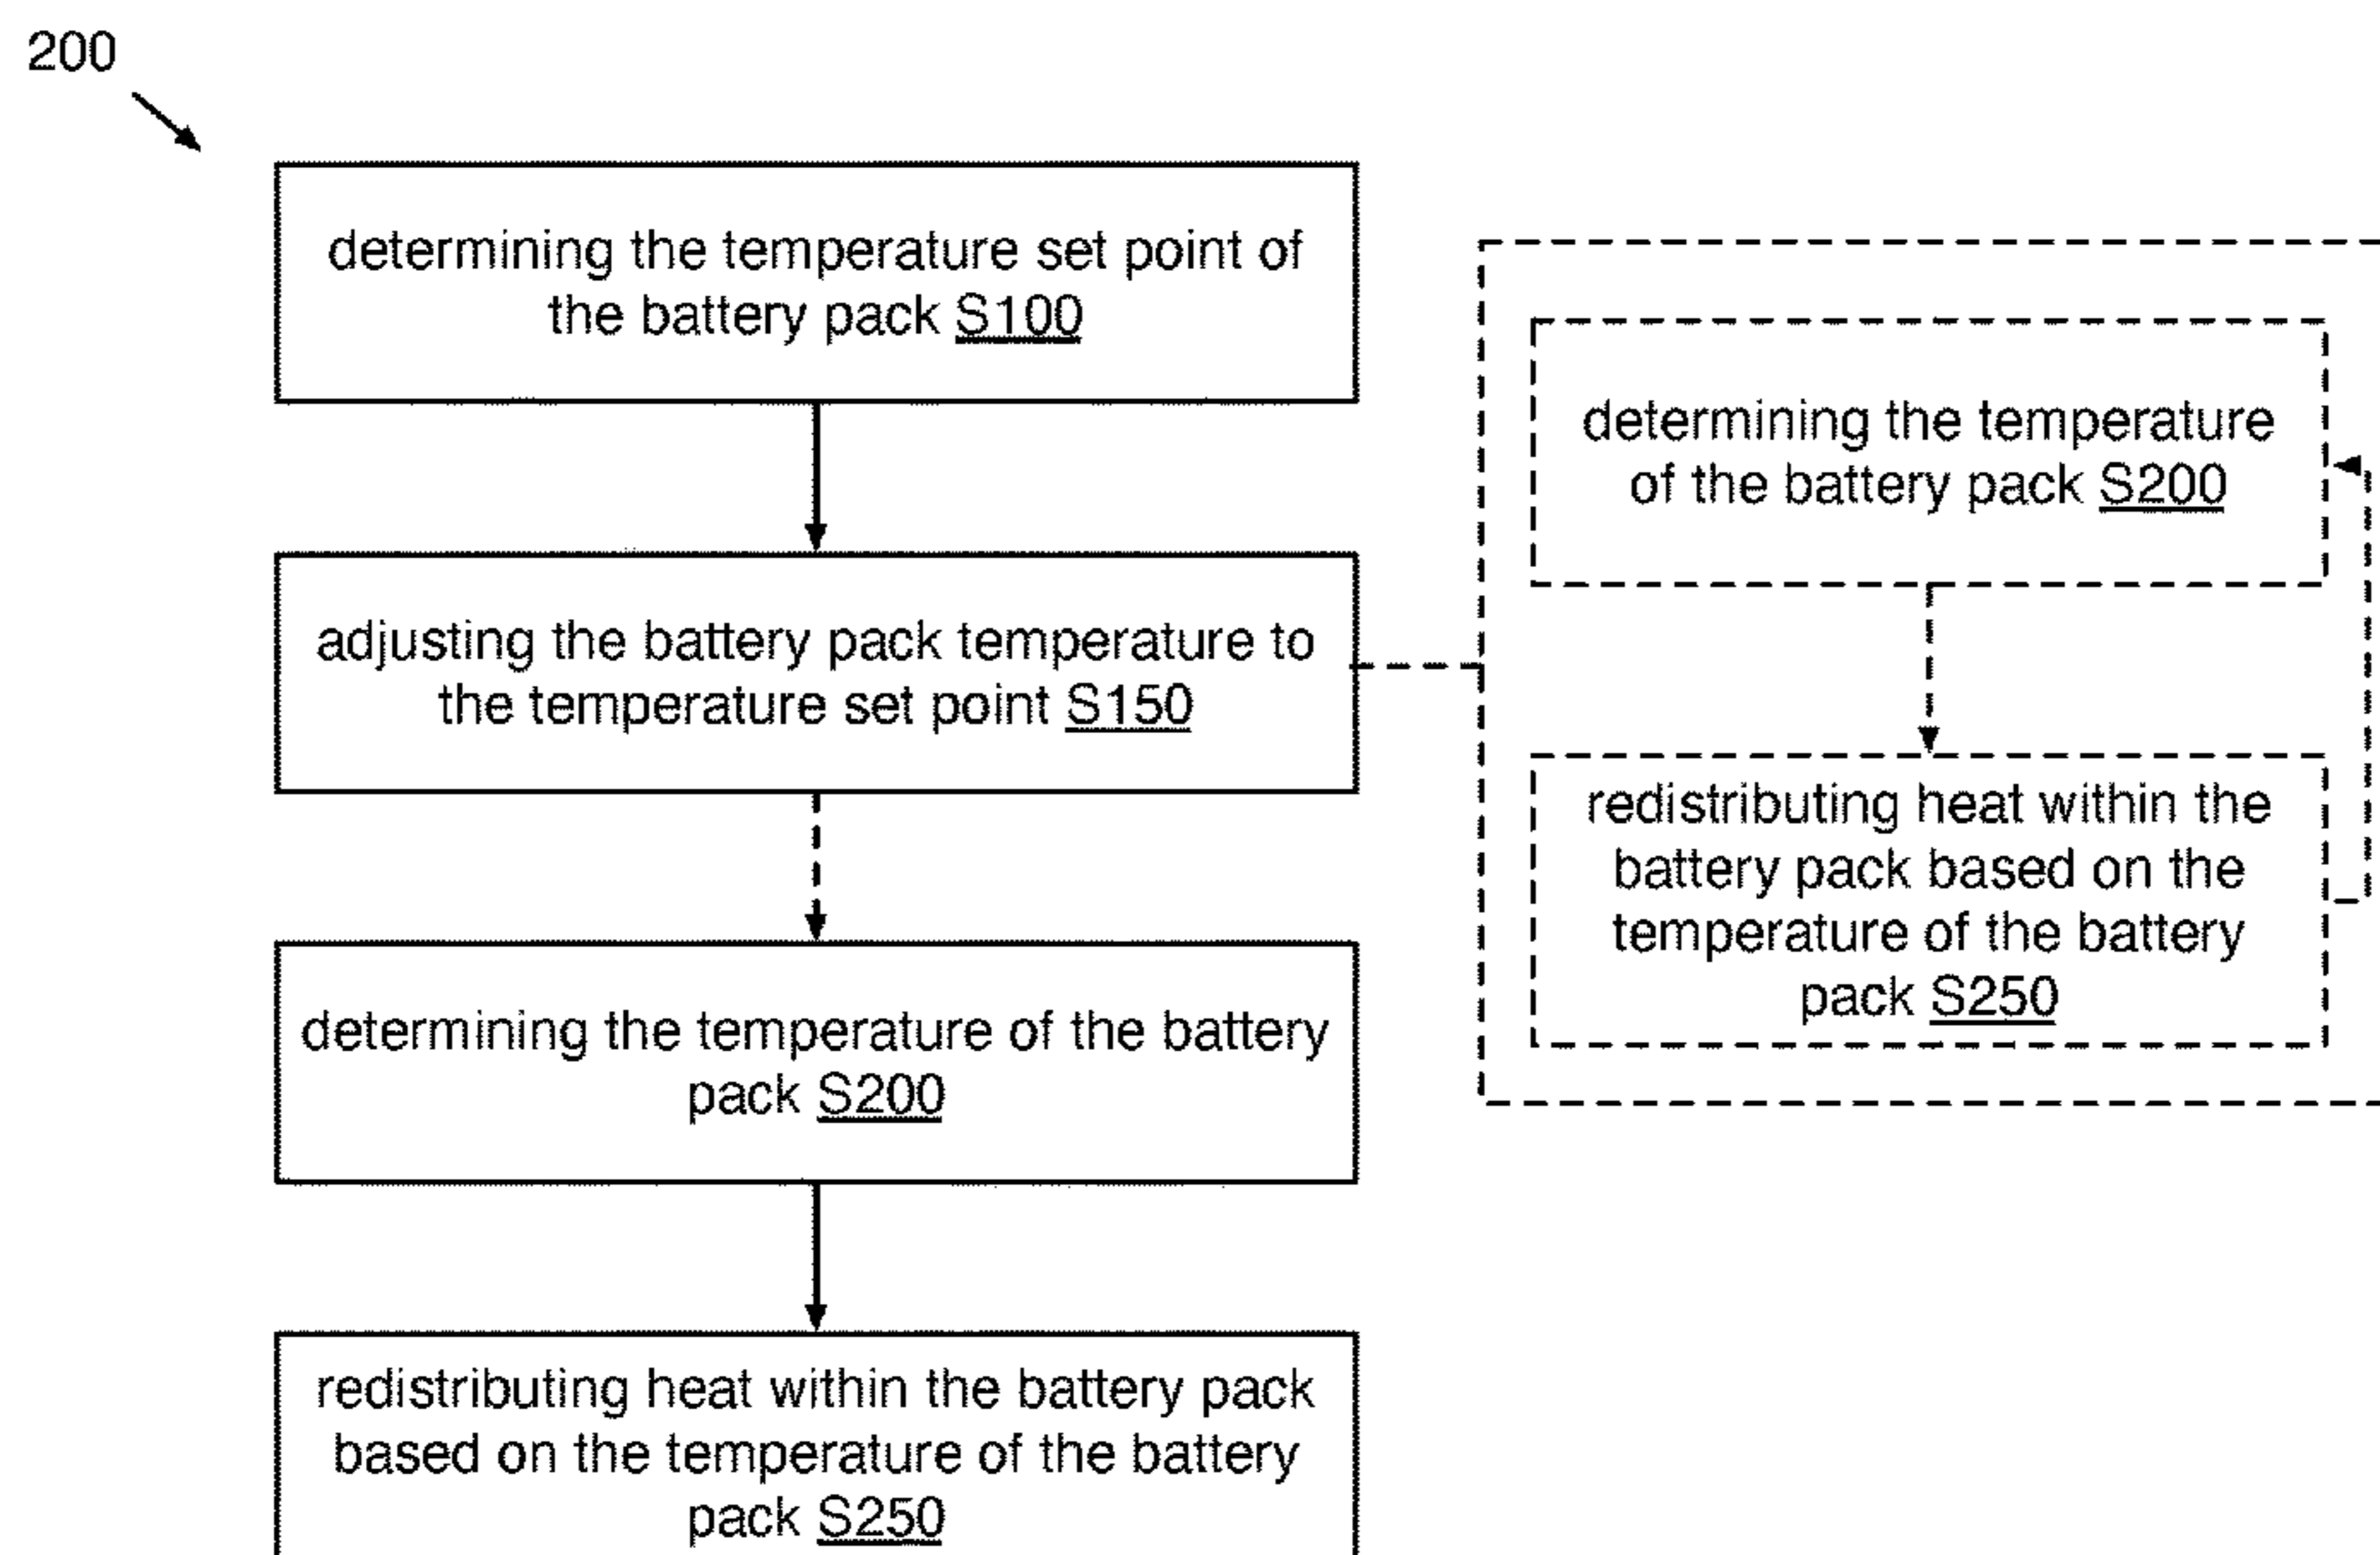 200
determining the temperature set point of
the battery pack S100
adjusting the battery pack temperature to
the temperature set point S150
determining the temperature of the battery
pack S200
redistributing heat within the battery pack
based on the temperature of the battery
pack S250
determining the temperature
of the battery pack S200
redistributing heat within the
battery pack based on the
temperature of the battery
pack S250